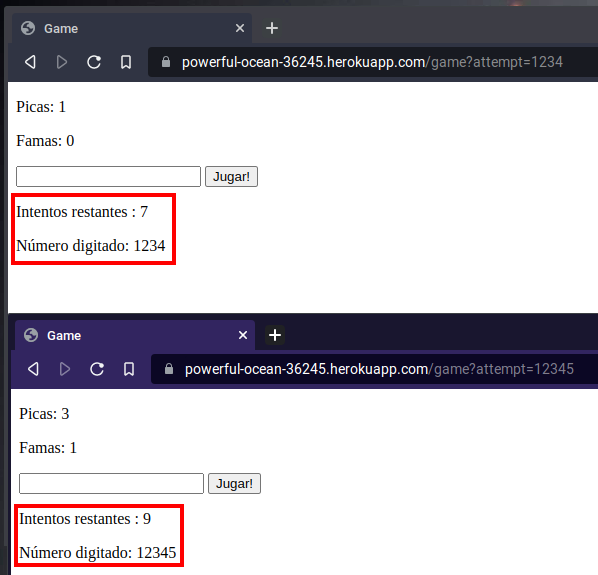 Game
powerful-ocean-36245.herokuapp.com/game?attempt=1234
Picas: 1
Famas: 0
Jugar!
Intentos restantes : 7
Número digitado: 1234
Game
powerful-ocean-36245.herokuapp.com/game?attempt=12345
Picas: 3
Famas: 1
Jugar!
Intentos restantes : 9
Número digitado: 12345